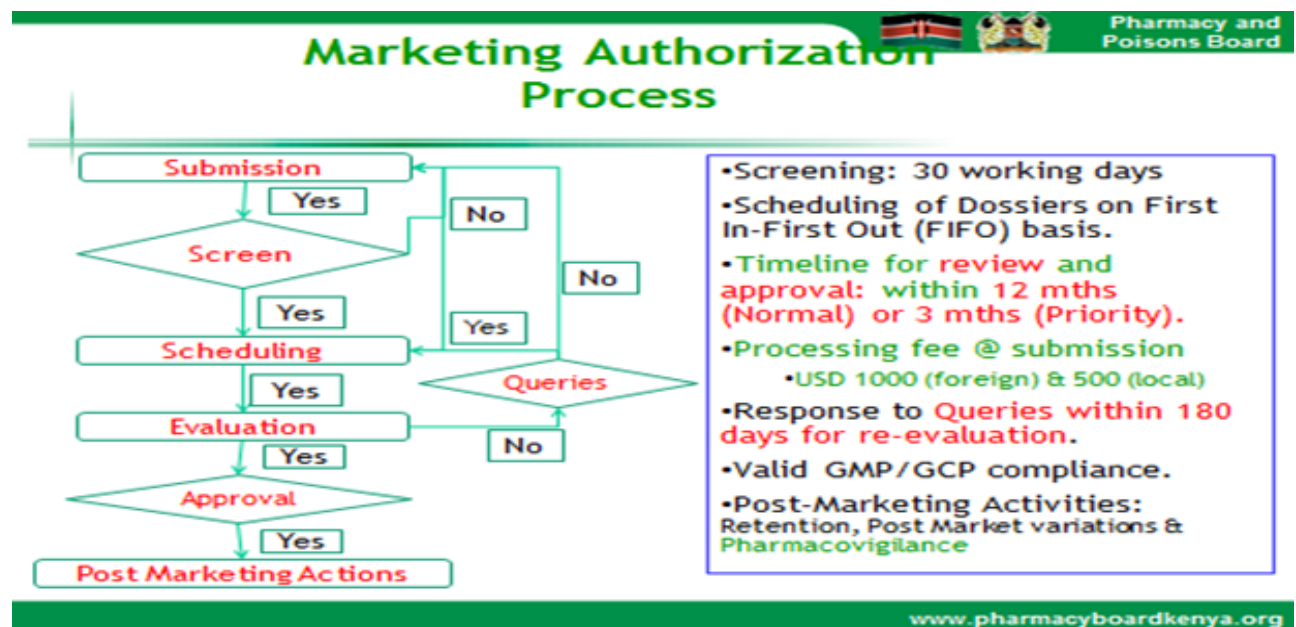 Pharmacy and
Poisons Board
Marketing Authorization
Process
Submission
Yes
No
Screen
No
Yes
Yes
Scheduling
Yes
Queries
Evaluation
No
Yes
Approval
Yes
Post Marketing Actions
•Screening: 30 working days
•Scheduling of Dossiers on First
In-First Out (FIFO) basis.
•Timeline for review and
approval: within 12 mths
(Normal) or 3 mths (Priority).
•Processing fee @ submission
•USD 1000 (foreign) & 500 (local)
•Response to Queries within 180
days for re-evaluation.
•Valid GMP/GCP compliance.
•Post-Marketing Activities:
Retention, Post Market variations &
Pharmacovigilance
www.pharmacyboardkenya.org